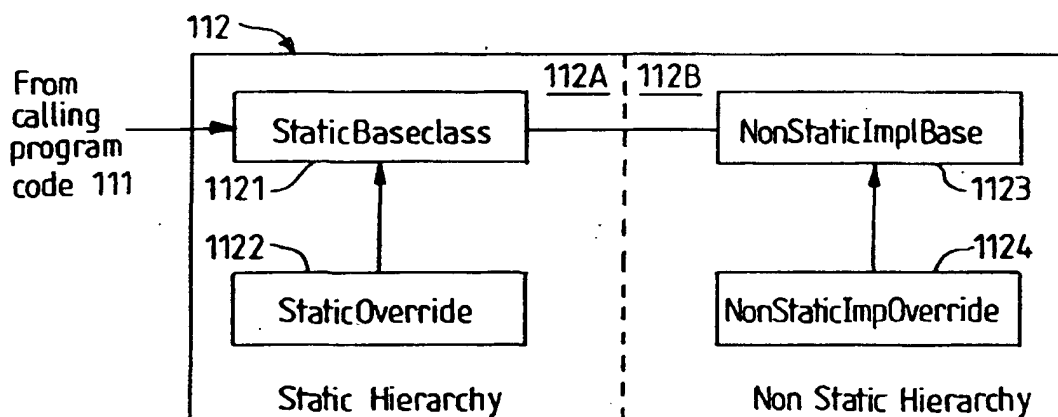 112
From
calling
program
code 111
112A
112B
StaticBaseclass
NonStaticImplBase
1121
1123
1122
1124
StaticOverride
NonStaticImpOverride
Static Hierarchy
Non Static Hierarchy